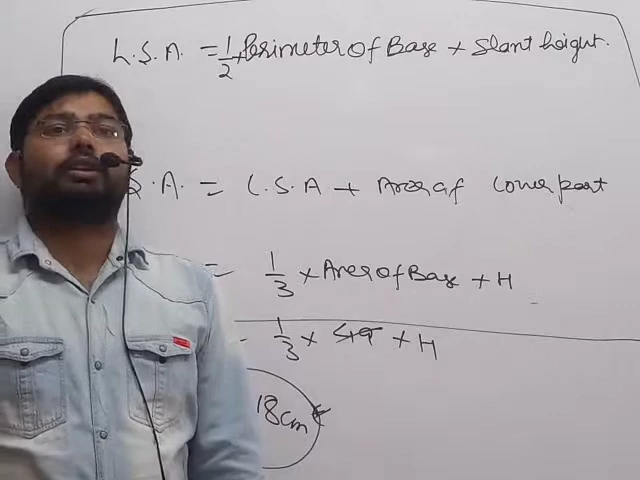 L.S.A. = 1/2 × Perimeter of Base × Slant height.
S.A. = L.S.A + Area of Lower part
= 1/3 × Area of Base × H
= 1/3 × × H
18cm